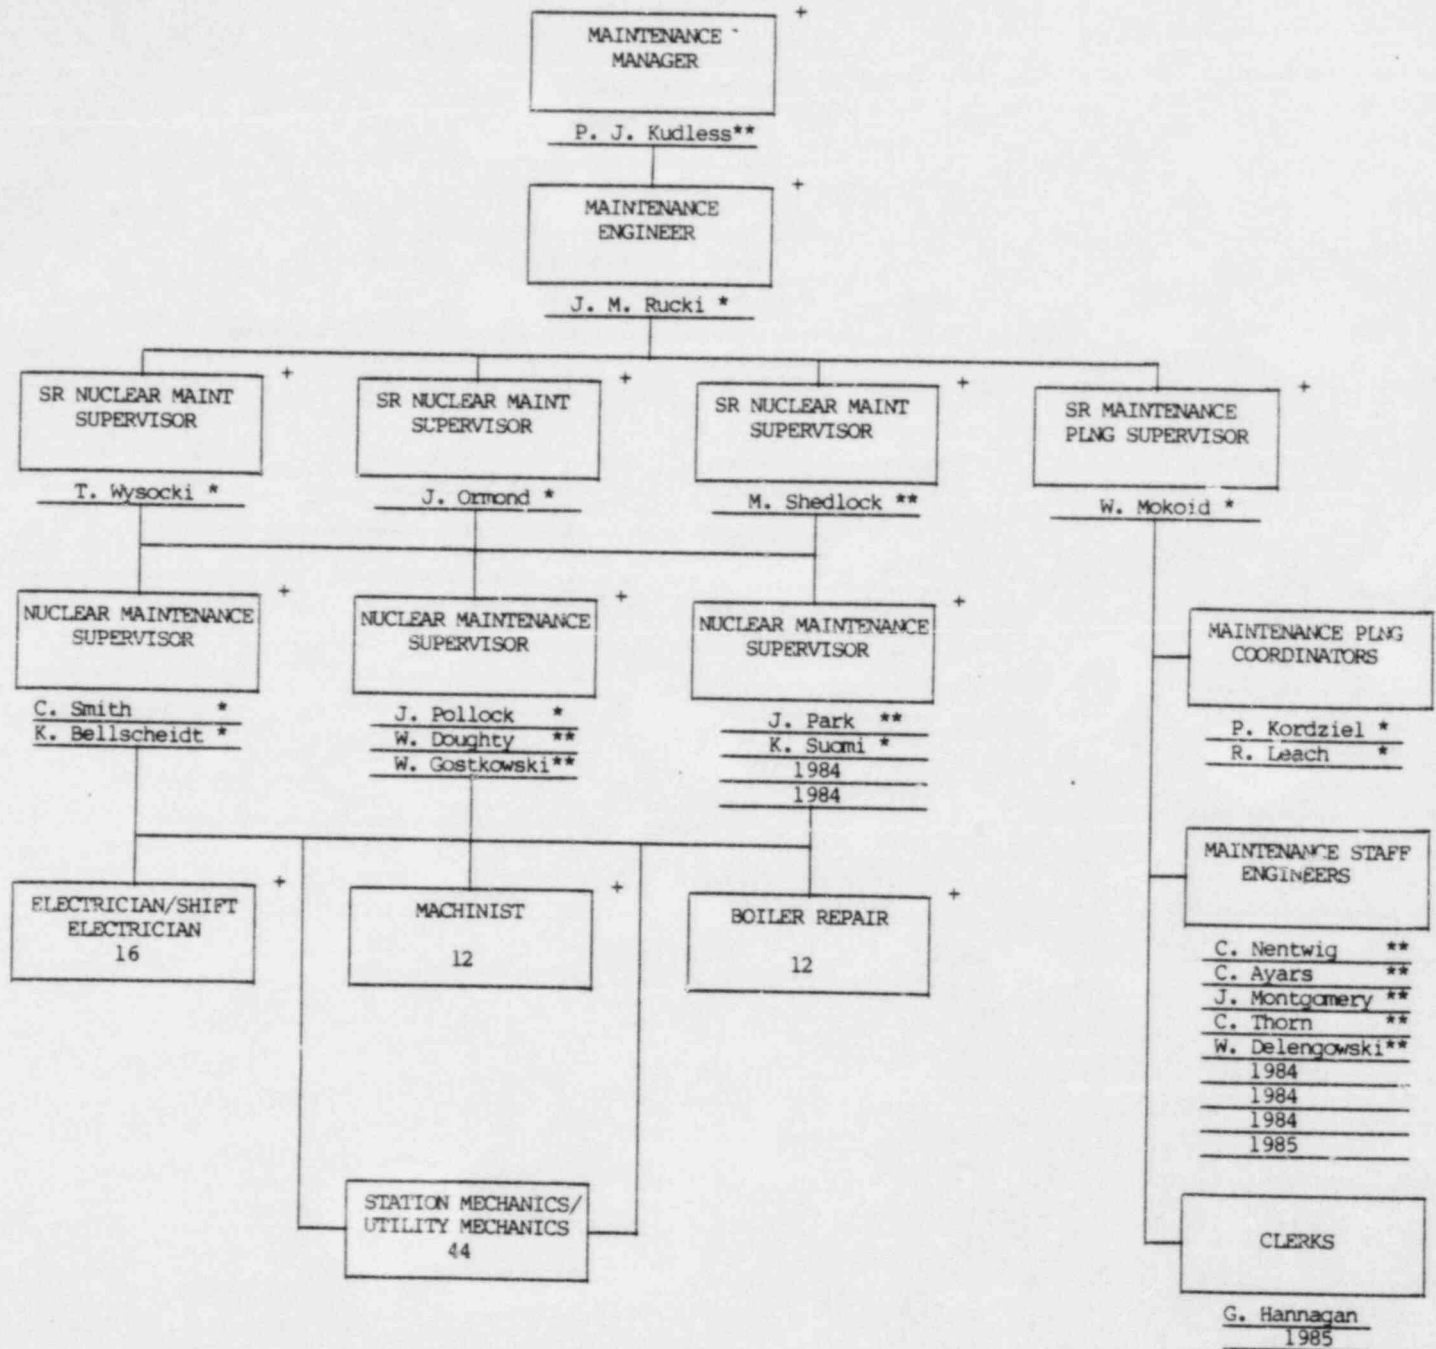 +
MAINTENANCE
MANAGER
P. J. Kudless**
+
MAINTENANCE
ENGINEER
J. M. Rucki *
+
SR NUCLEAR MAINT
SUPERVISOR
T. Wysocki *
+
SR NUCLEAR MAINT
SUPERVISOR
J. Ormond *
+
SR NUCLEAR MAINT
SUPERVISOR
M. Shedlock **
+
SR MAINTENANCE
PLNG SUPERVISOR
W. Mokoid *
+
NUCLEAR MAINTENANCE
SUPERVISOR
C. Smith *
K. Bellscheidt *
+
NUCLEAR MAINTENANCE
SUPERVISOR
J. Pollock *
W. Doughty **
W. Gostkowski**
+
NUCLEAR MAINTENANCE
SUPERVISOR
J. Park **
K. Suomi *
1984
1984
MAINTENANCE PLNG
COORDINATORS
P. Kordziel *
R. Leach *
+
ELECTRICIAN/SHIFT
ELECTRICIAN
16
+
MACHINIST
12
+
BOILER REPAIR
12
MAINTENANCE STAFF
ENGINEERS
C. Nentwig **
C. Ayars **
J. Montgomery **
C. Thorn **
W. Delengowski**
1984
1984
1984
1985
STATION MECHANICS/
UTILITY MECHANICS
44
CLERKS
G. Hannagan
1985